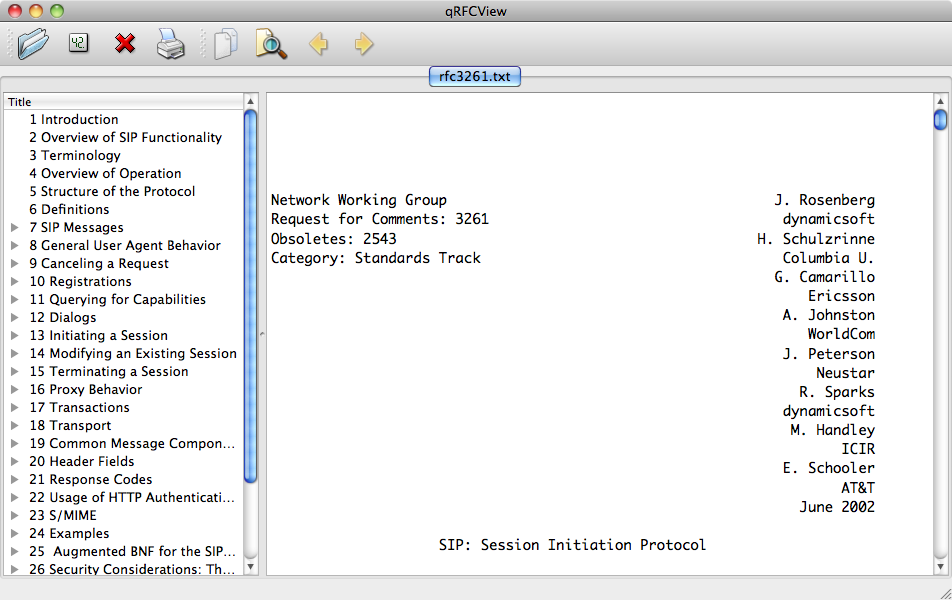 qRFCView
42
rfc3261.txt
Title
1 Introduction
2 Overview of SIP Functionality
3 Terminology
4 Overview of Operation
5 Structure of the Protocol
6 Definitions
7 SIP Messages
8 General User Agent Behavior
9 Canceling a Request
10 Registrations
11 Querying for Capabilities
12 Dialogs
13 Initiating a Session
14 Modifying an Existing Session
15 Terminating a Session
16 Proxy Behavior
17 Transactions
18 Transport
19 Common Message Compon...
20 Header Fields
21 Response Codes
22 Usage of HTTP Authenticati...
23 S/MIME
24 Examples
25 Augmented BNF for the SIP...
26 Security Considerations: Th...
Network Working Group J. Rosenberg
Request for Comments: 3261 dynamicsoft
Obsoletes: 2543 H. Schulzrinne
Category: Standards Track Columbia U.
G. Camarillo
Ericsson
A. Johnston
WorldCom
J. Peterson
Neustar
R. Sparks
dynamicsoft
M. Handley
ICIR
E. Schooler
AT&T
June 2002
SIP: Session Initiation Protocol